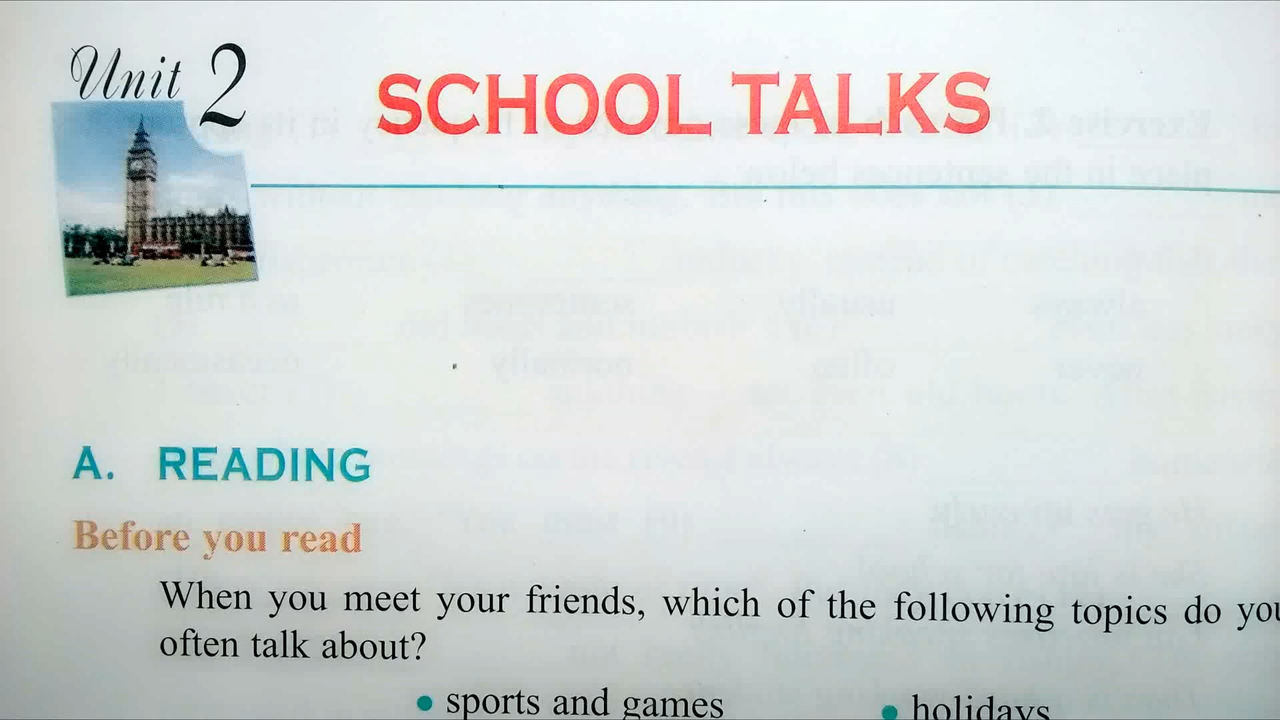 Unit 2
SCHOOL TALKS
A. READING
Before you read
When you meet your friends, which of the following topics do you
often talk about?
• sports and games
• holidays